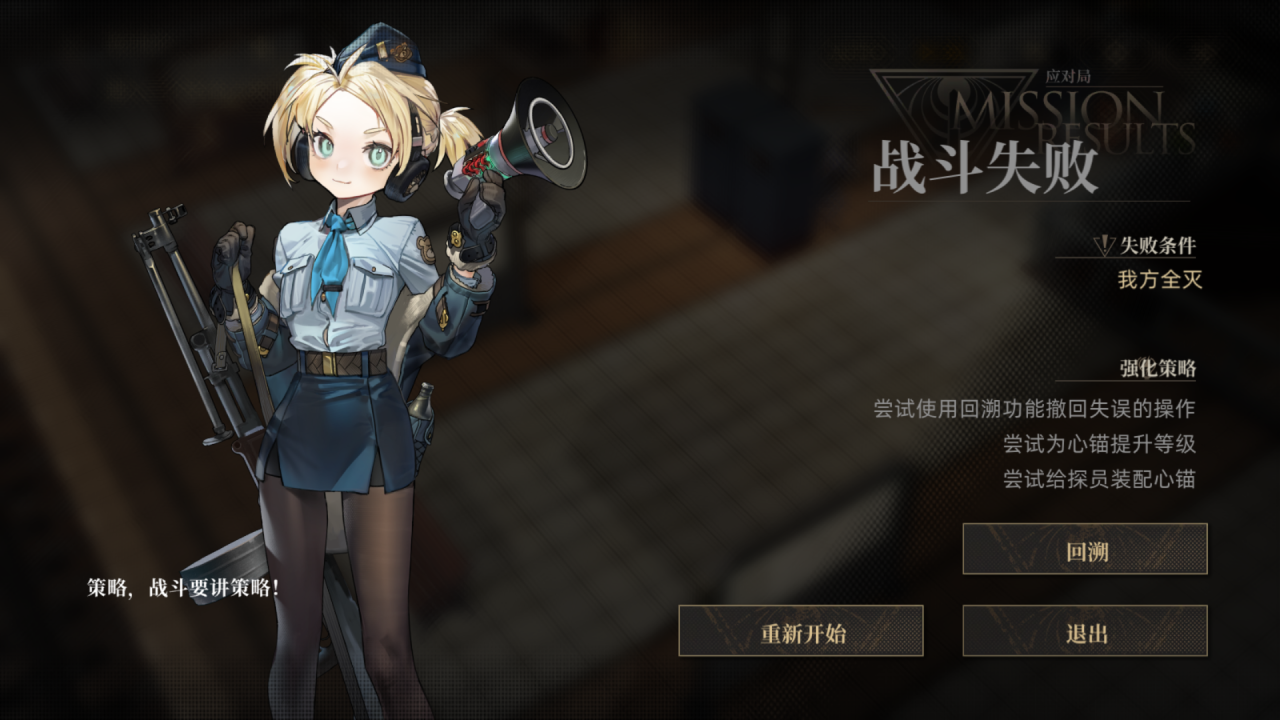 应对局
MISSION
RESULTS
战斗失败
失败条件
我方全灭
强化策略
尝试使用回溯功能撤回失误的操作
尝试为心锚提升等级
尝试给探员装配心锚
回溯
策略，战斗要讲策略！
重新开始
退出